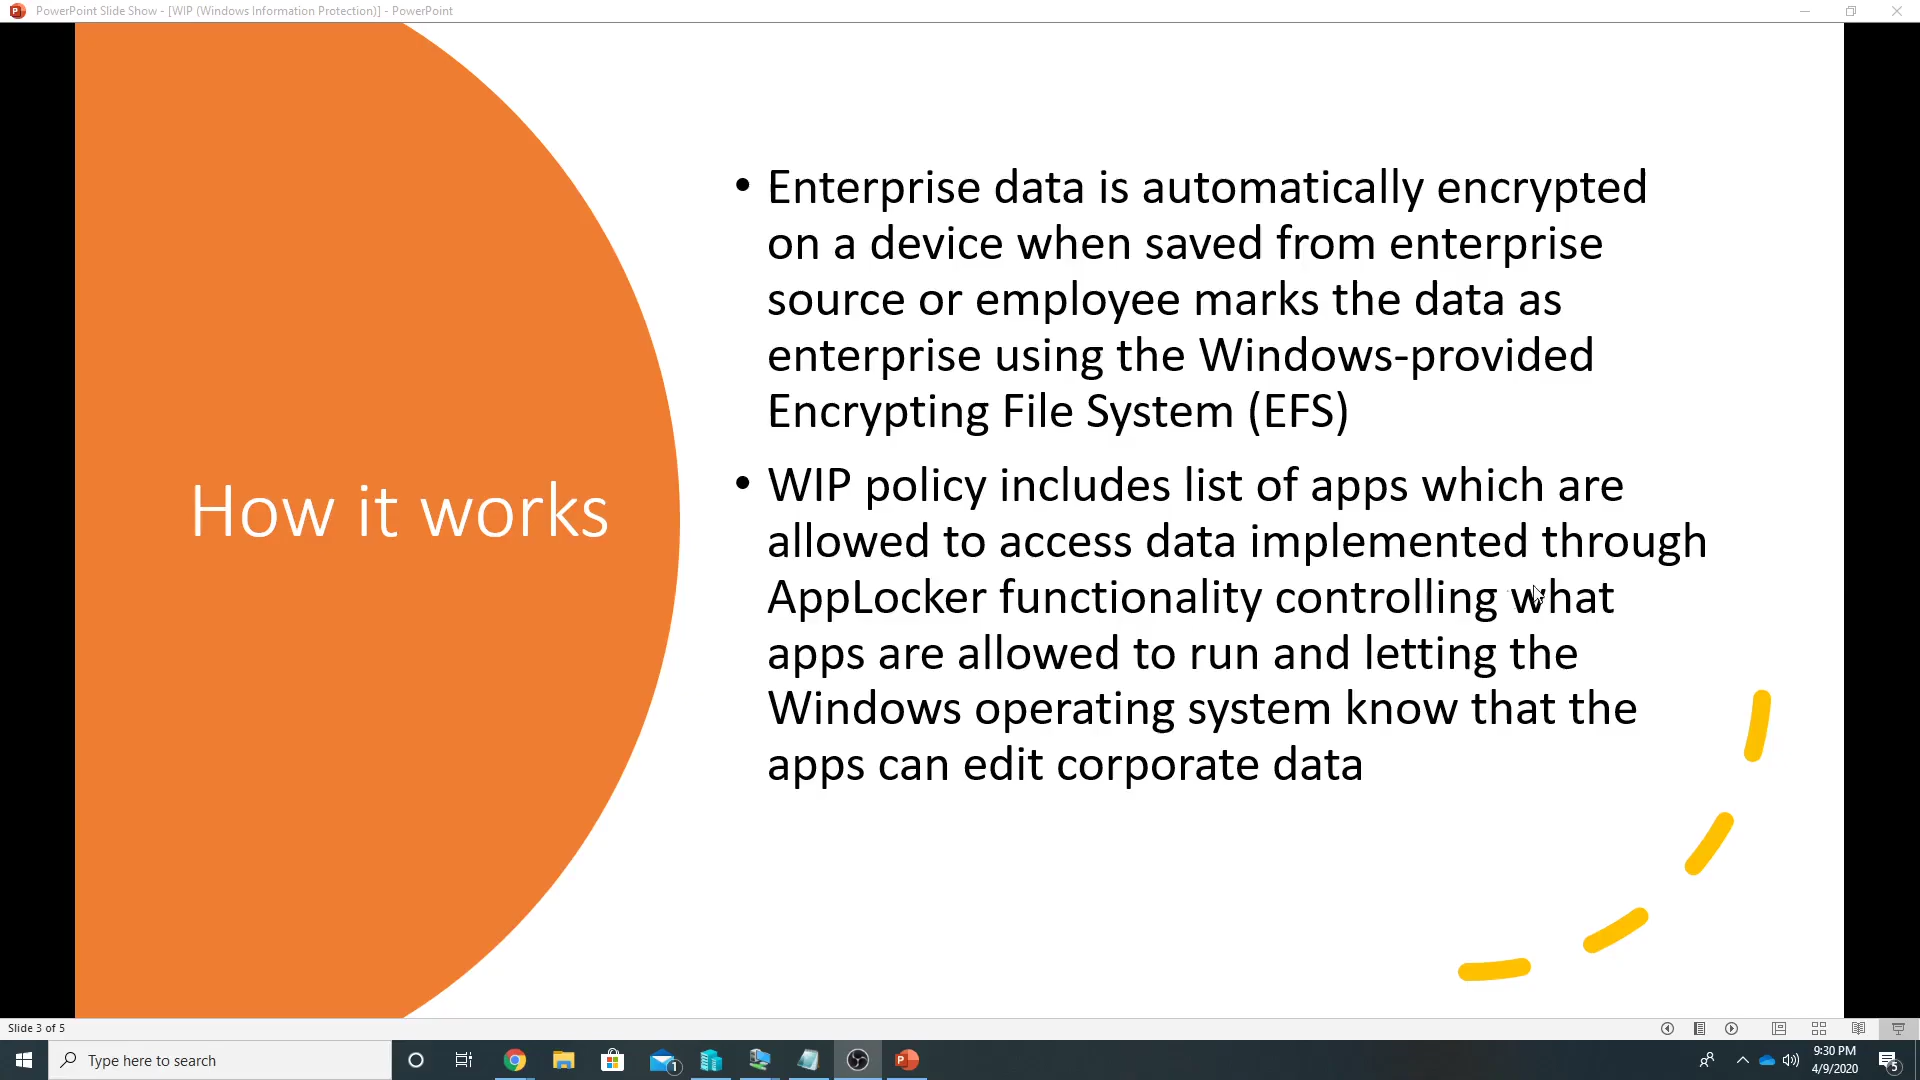 PowerPoint Slide Show - [WIP (Windows Information Protection)] - PowerPoint
How it works
• Enterprise data is automatically encrypted
on a device when saved from enterprise
source or employee marks the data as
enterprise using the Windows-provided
Encrypting File System (EFS)
• WIP policy includes list of apps which are
allowed to access data implemented through
AppLocker functionality controlling what
apps are allowed to run and letting the
Windows operating system know that the
apps can edit corporate data
Slide 3 of 5
Type here to search
1
9:30 PM
4/9/2020
5